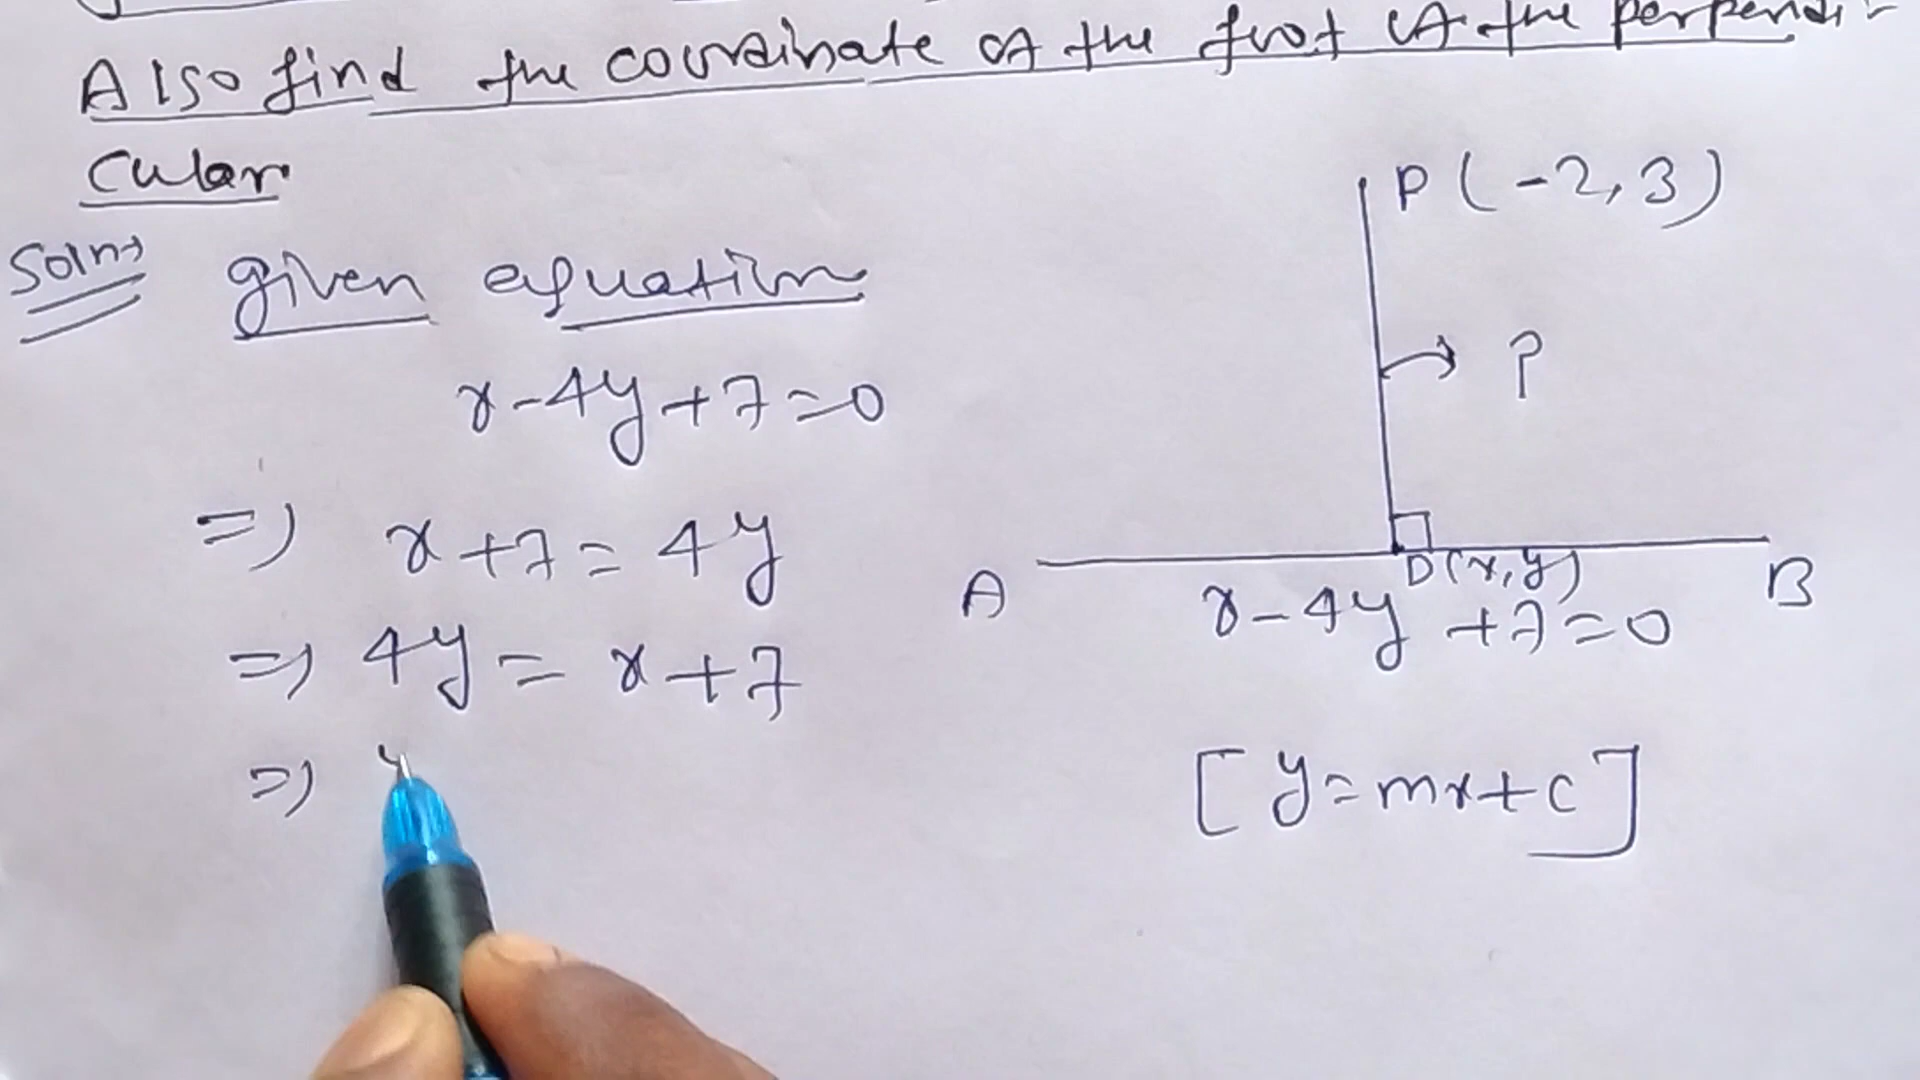 Also find the coordinate of the foot of the perpendi-
cular
Soln→ given equation
x-4y+7=0
=> x+7=4y
=> 4y=x+7
=> y
P(-2,3)
?
A D(x,y) B
x-4y+7=0
[y=mx+c]